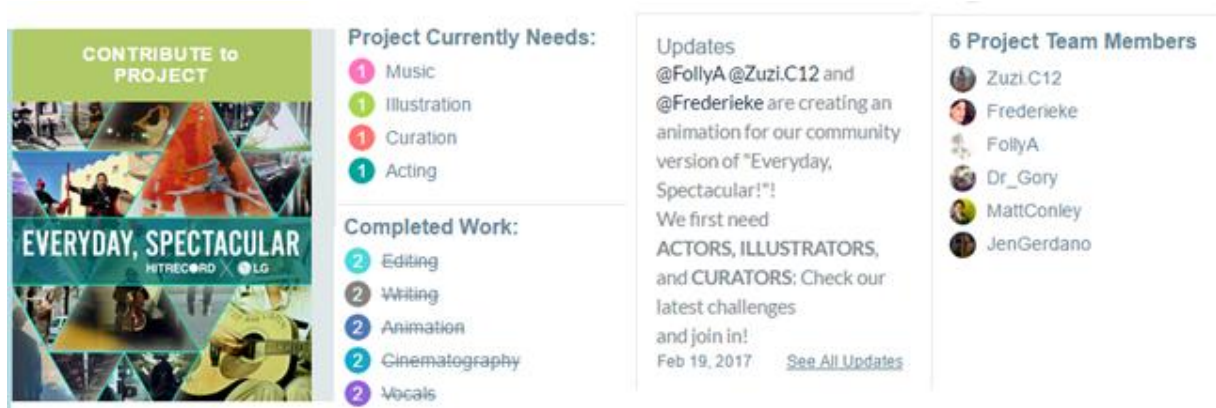 CONTRIBUTE to
PROJECT
EVERYDAY, SPECTACULAR
HITRECORD X LG
Project Currently Needs:
1 Music
1 Illustration
1 Curation
1 Acting
Completed Work:
2 Editing
2 Writing
2 Animation
2 Cinematography
2 Vocals
Updates
@FollyA @Zuzi.C12 and
@Frederieke are creating an
animation for our community
version of "Everyday,
Spectacular!"!
We first need
ACTORS, ILLUSTRATORS,
and CURATORS: Check our
latest challenges
and join in!
Feb 19, 2017 See All Updates
6 Project Team Members
Zuzi.C12
Frederieke
FollyA
Dr_Gory
MattConley
JenGerdano